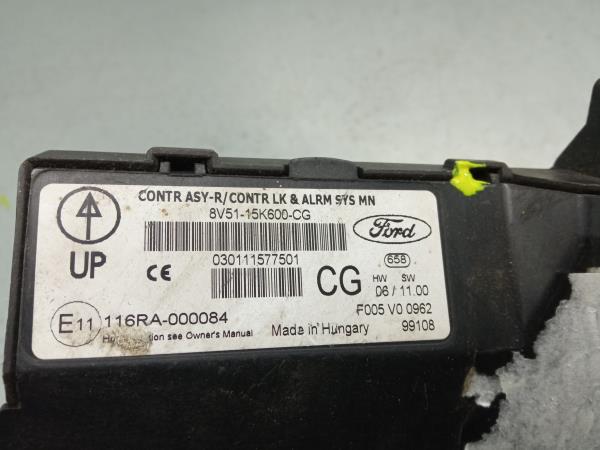 CONTR ASY-R/CONTR LK & ALRM SYS MN
8V51-15K600-CG
Ford
UP
CE
030111577501
CG
658
HW SW
06 / 11.00
E11 116RA-000084
F005 V0 0962
see Owner's Manual
Made in Hungary
99108